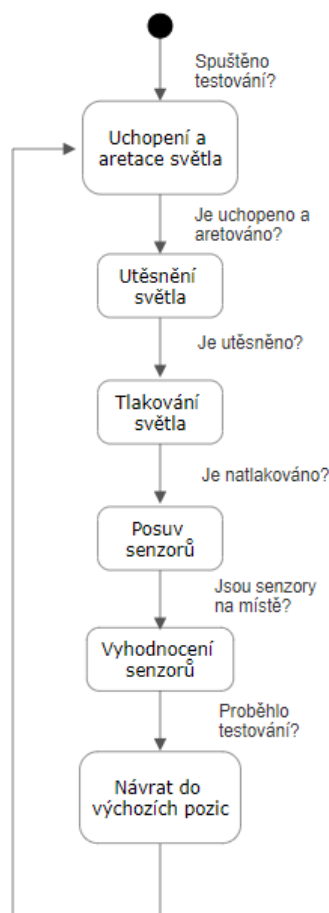 Spuštěno
testování?
Uchopení a
aretace světla
Je uchopeno a
aretováno?
Utěsnění
světla
Je utěsněno?
Tlakování
světla
Je natlakováno?
Posuv
senzorů
Jsou senzory
na místě?
Vyhodnocení
senzorů
Proběhlo
testování?
Návrat do
výchozích pozic